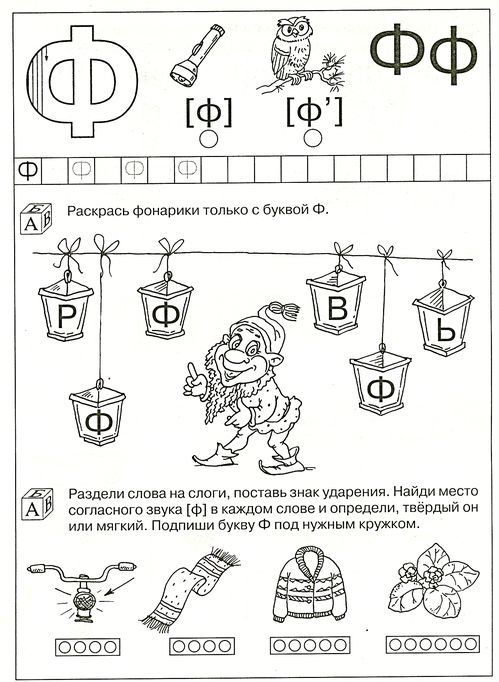 Ф
Фф
[ф] [ф’]
Ф Ф Ф Ф
Б А В
Раскрась фонарики только с буквой Ф.
Р Ф В Ь
Ф Ф
Б А
Раздели слова на слоги, поставь знак ударения. Найди место
согласного звука [ф] в каждом слове и определи, твёрдый он
или мягкий. Подпиши букву Ф под нужным кружком.